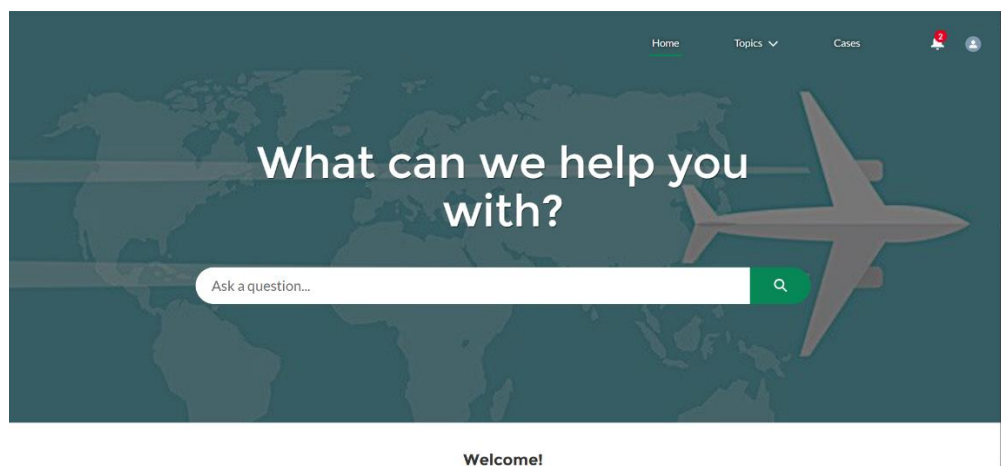 Home Topics Cases 2
What can we help you
with?
Ask a question...
Welcome!